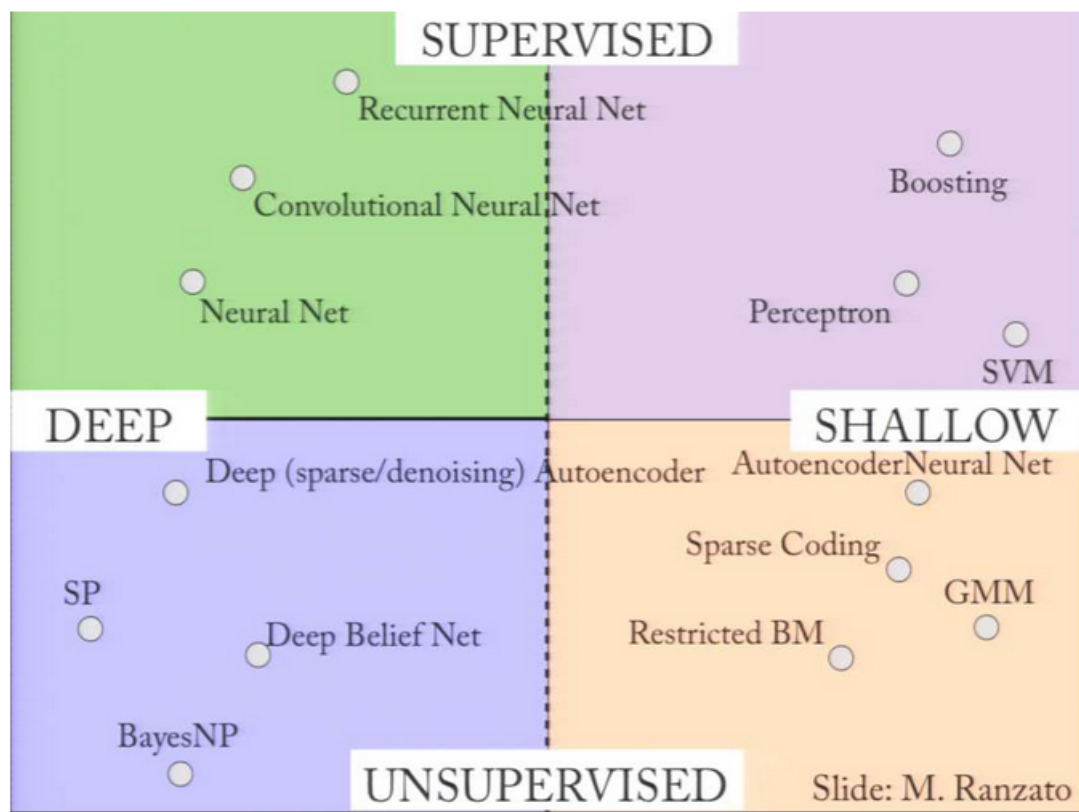 SUPERVISED
Recurrent Neural Net
Convolutional Neural Net
Boosting
Neural Net
Perceptron
SVM
DEEP
SHALLOW
Deep (sparse/denoising) Autoencoder
AutoencoderNeural Net
Sparse Coding
SP
GMM
Deep Belief Net
Restricted BM
BayesNP
UNSUPERVISED
Slide: M. Ranzato